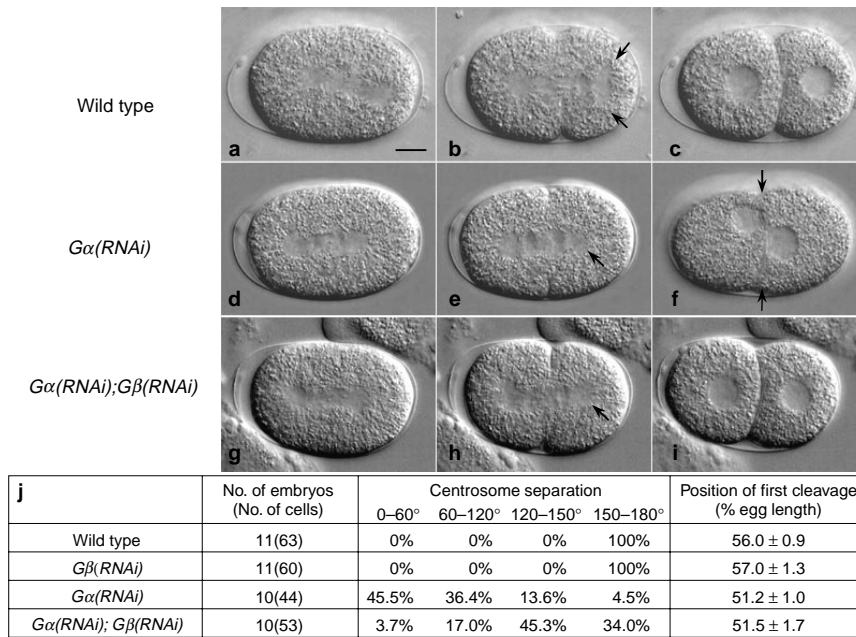 Wild type
a
b
c
Gα(RNAi)
d
e
f
Gα(RNAi);Gβ(RNAi)
g
h
i
j
No. of embryos
(No. of cells)
Centrosome separation
0–60° 60–120° 120–150° 150–180°
Position of first cleavage
(% egg length)
Wild type 11(63) 0% 0% 0% 100% 56.0 ± 0.9
Gβ(RNAi) 11(60) 0% 0% 0% 100% 57.0 ± 1.3
Gα(RNAi) 10(44) 45.5% 36.4% 13.6% 4.5% 51.2 ± 1.0
Gα(RNAi); Gβ(RNAi) 10(53) 3.7% 17.0% 45.3% 34.0% 51.5 ± 1.7